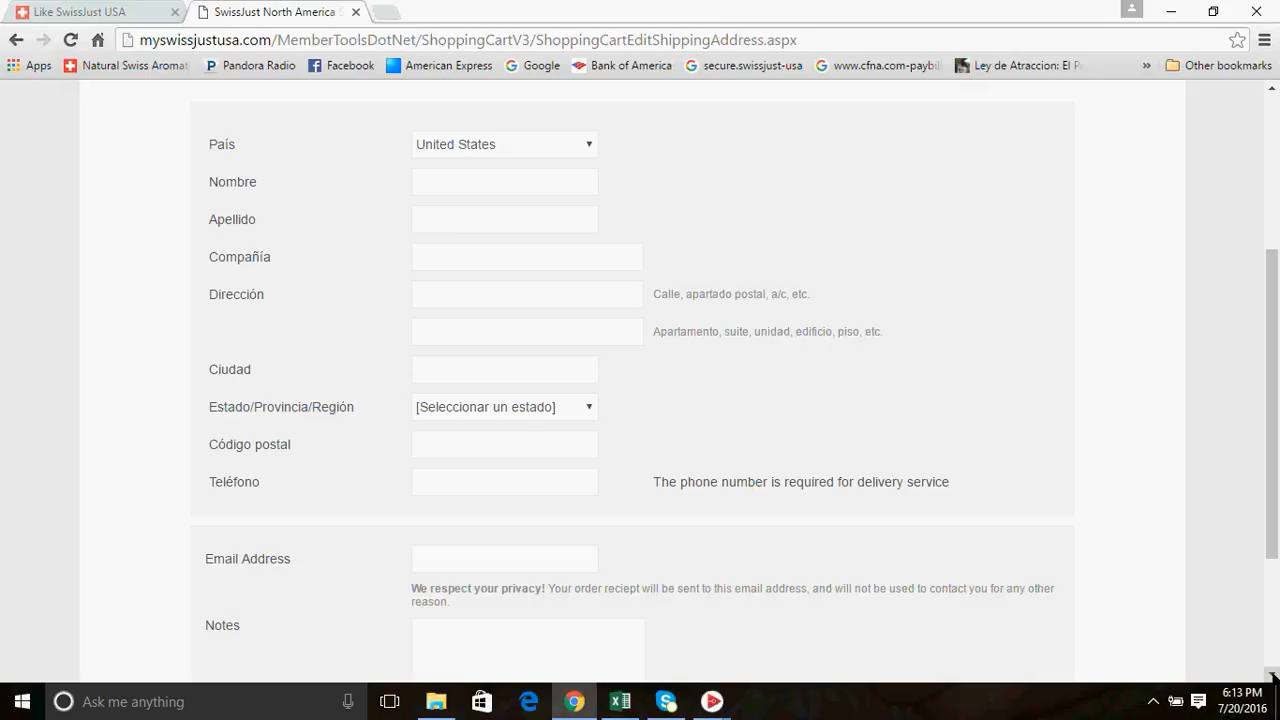 Like SwissJust USA
SwissJust North America
myswissjustusa.com/MemberToolsDotNet/ShoppingCartV3/ShoppingCartEditShippingAddress.aspx
Apps Natural Swiss Aromat Pandora Radio Facebook American Express Google Bank of America secure.swissjust-usa www.cfna.com-paybil Ley de Atraccion: El P » Other bookmarks
País United States
Nombre
Apellido
Compañía
Dirección Calle, apartado postal, a/c, etc.
Apartamento, suite, unidad, edificio, piso, etc.
Ciudad
Estado/Provincia/Región [Seleccionar un estado]
Código postal
Teléfono The phone number is required for delivery service
Email Address
We respect your privacy! Your order reciept will be sent to this email address, and will not be used to contact you for any other
reason.
Notes
Ask me anything
6:13 PM
7/20/2016